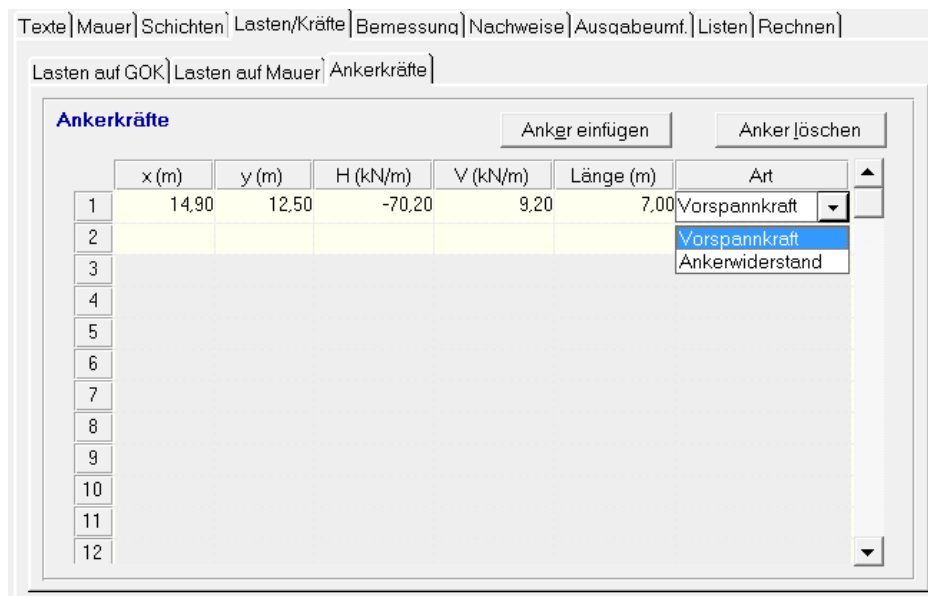 Texte Mauer Schichten Lasten/Kräfte Bemessung Nachweise Ausgabeumf. Listen Rechnen
Lasten auf GOK Lasten auf Mauer Ankerkräfte
Ankerkräfte Anker einfügen Anker löschen
x (m) y (m) H (kN/m) V (kN/m) Länge (m) Art
1 14,90 12,50 -70,20 9,20 7,00 Vorspannkraft
2 Vorspannkraft
3 Ankerwiderstand
4
5
6
7
8
9
10
11
12